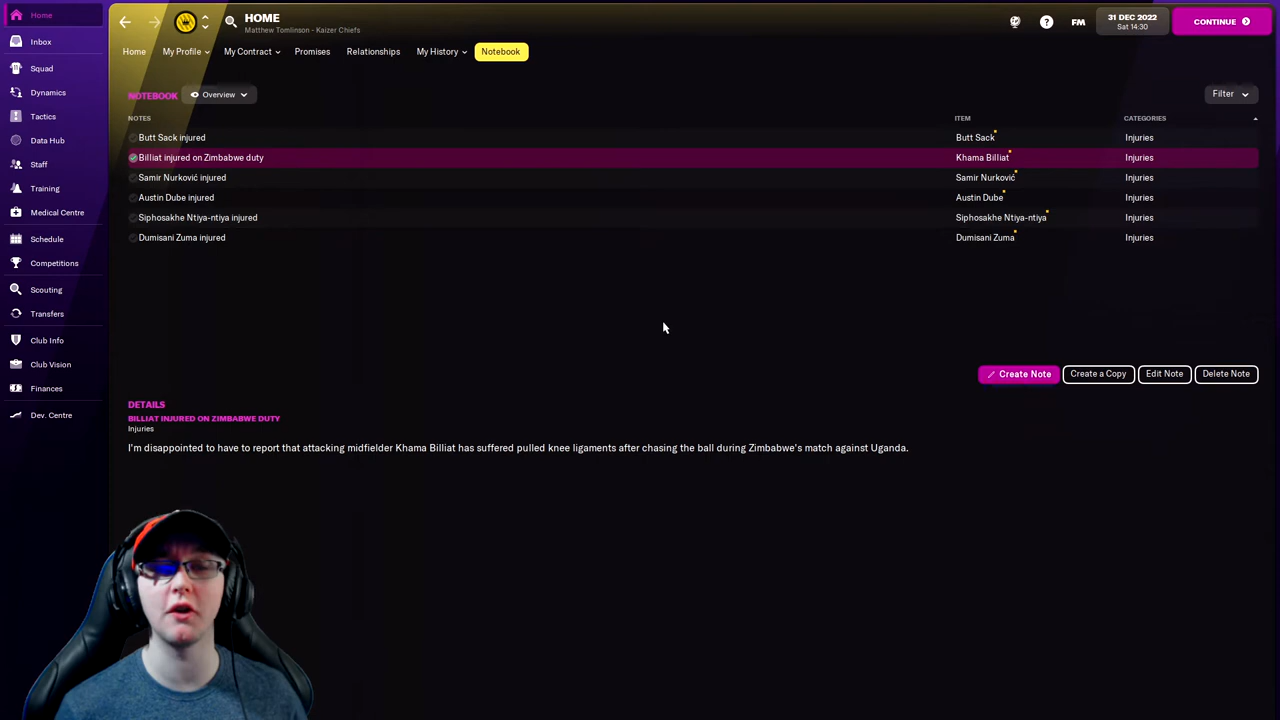 Home
Inbox
Squad
Dynamics
Tactics
Data Hub
Staff
Training
Medical Centre
Schedule
Competitions
Scouting
Transfers
Club Info
Club Vision
Finances
Dev. Centre
HOME
Matthew Tomlinson - Kaizer Chiefs
? FM 31 DEC 2022 CONTINUE
Sat 14:30
Home My Profile My Contract Promises Relationships My History Notebook
NOTEBOOK Overview Filter
NOTES ITEM CATEGORIES
Butt Sack injured Butt Sack Injuries
Billiat injured on Zimbabwe duty Khama Billiat Injuries
Samir Nurković injured Samir Nurković Injuries
Austin Dube injured Austin Dube Injuries
Siphosakhe Ntiya-ntiya injured Siphosakhe Ntiya-ntiya Injuries
Dumisani Zuma injured Dumisani Zuma Injuries
Create Note Create a Copy Edit Note Delete Note
DETAILS
BILLIAT INJURED ON ZIMBABWE DUTY
Injuries
I'm disappointed to have to report that attacking midfielder Khama Billiat has suffered pulled knee ligaments after chasing the ball during Zimbabwe's match against Uganda.